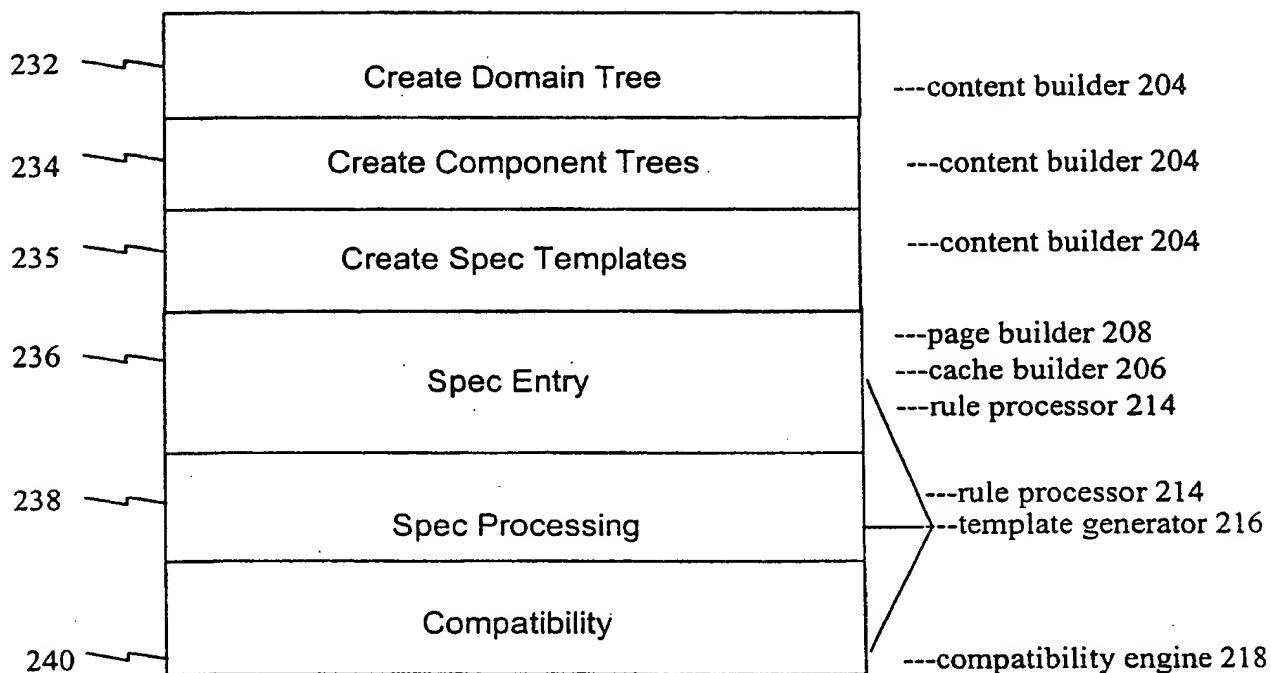 232
Create Domain Tree
---content builder 204
234
Create Component Trees
---content builder 204
235
Create Spec Templates
---content builder 204
236
Spec Entry
---page builder 208
---cache builder 206
---rule processor 214
238
Spec Processing
---rule processor 214
---template generator 216
240
Compatibility
---compatibility engine 218